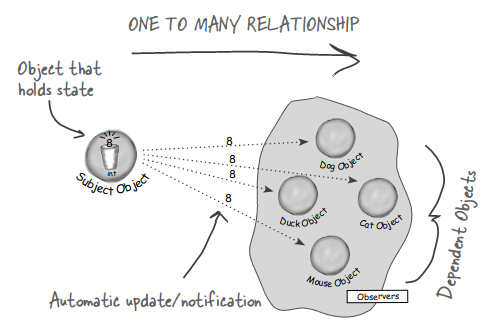 ONE TO MANY RELATIONSHIP
Object that
holds state
8
int
Subject Object
8
8
8
8
Dog Object
Duck Object
Cat Object
Mouse Object
Observers
Dependent Objects
Automatic update/notification